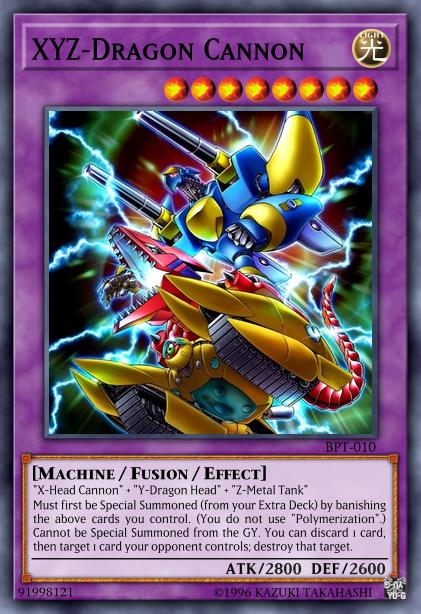 XYZ-Dragon Cannon
LIGHT
光
BPT-010
[Machine / Fusion / Effect]
"X-Head Cannon" + "Y-Dragon Head" + "Z-Metal Tank"
Must first be Special Summoned (from your Extra Deck) by banishing
the above cards you control. (You do not use "Polymerization".)
Cannot be Special Summoned from the GY. You can discard 1 card,
then target 1 card your opponent controls; destroy that target.
ATK/2800 DEF/2600
91998121
©1996 KAZUKI TAKAHASHI